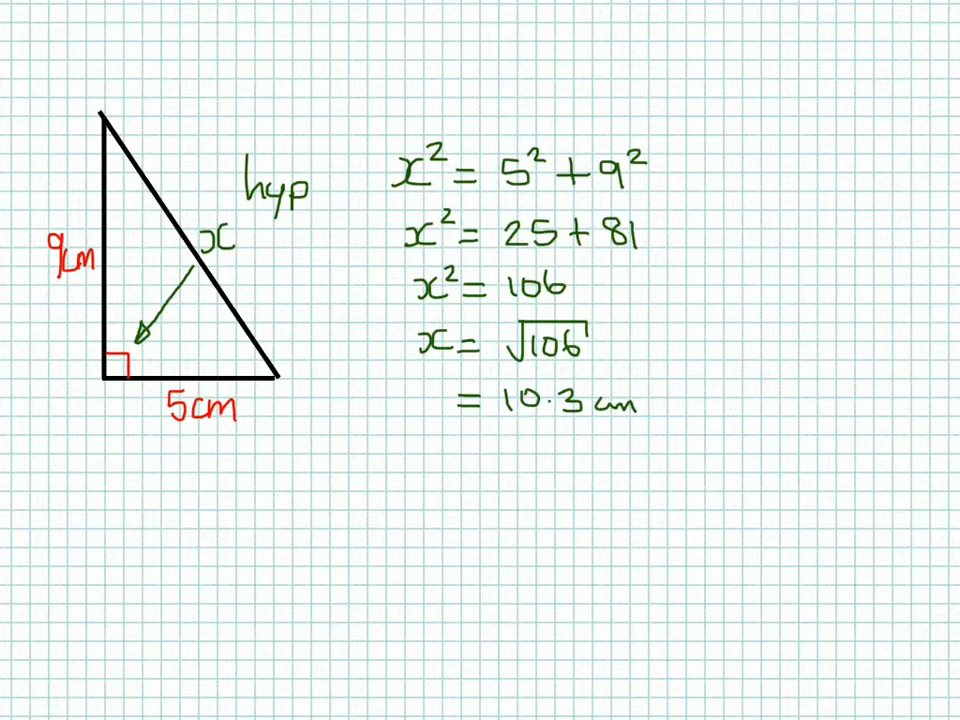 hyp
x
9cm
5cm
x² = 5² + 9²
x² = 25 + 81
x² = 106
x = √106
= 10.3 cm